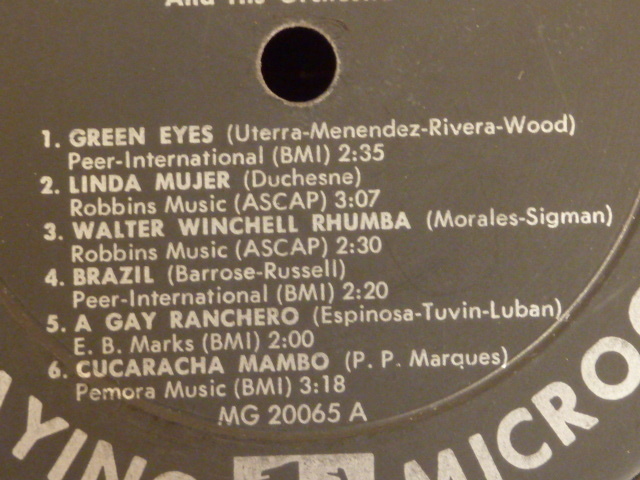 And His Orchestra
1. GREEN EYES (Uterra-Menendez-Rivera-Wood)
Peer-International (BMI) 2:35
2. LINDA MUJER (Duchesne)
Robbins Music (ASCAP) 3:07
3. WALTER WINCHELL RHUMBA (Morales-Sigman)
Robbins Music (ASCAP) 2:30
4. BRAZIL (Barrose-Russell)
Peer-International (BMI) 2:20
5. A GAY RANCHERO (Espinosa-Tuvin-Luban)
E. B. Marks (BMI) 2:00
6. CUCARACHA MAMBO (P. P. Marques)
Pemora Music (BMI) 3:18
MG 20065 A